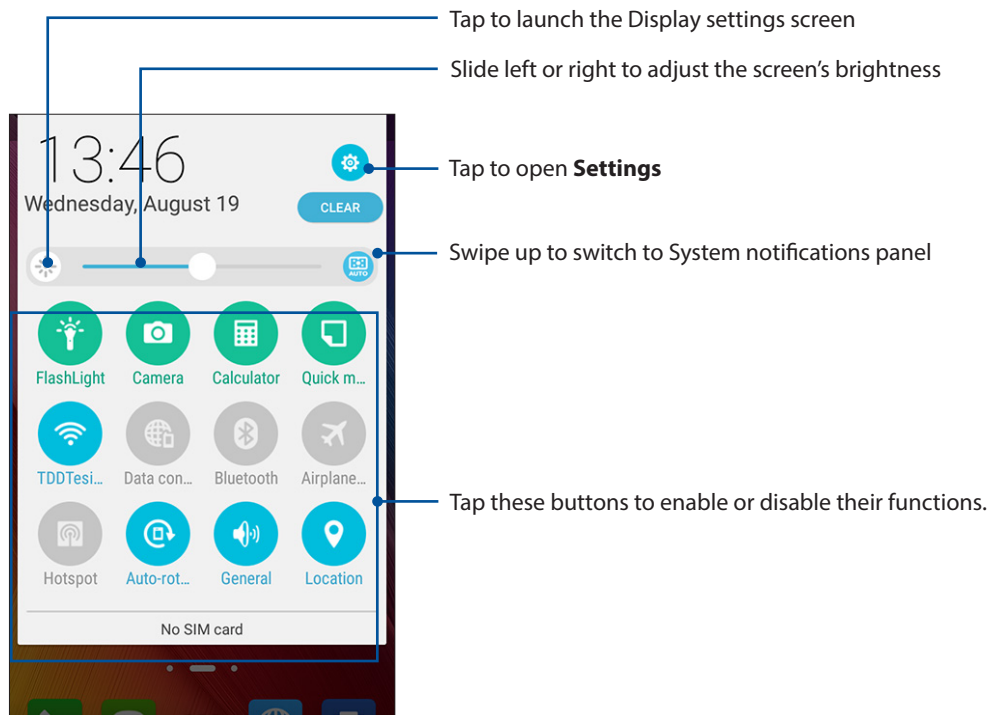 Tap to launch the Display settings screen
Slide left or right to adjust the screen's brightness
13:46
Tap to open Settings
Wednesday, August 19
CLEAR
Swipe up to switch to System notifications panel
AUTO
FlashLight Camera Calculator Quick m...
TDDTesi... Data con... Bluetooth Airplane...
Tap these buttons to enable or disable their functions.
Hotspot Auto-rot... General Location
No SIM card